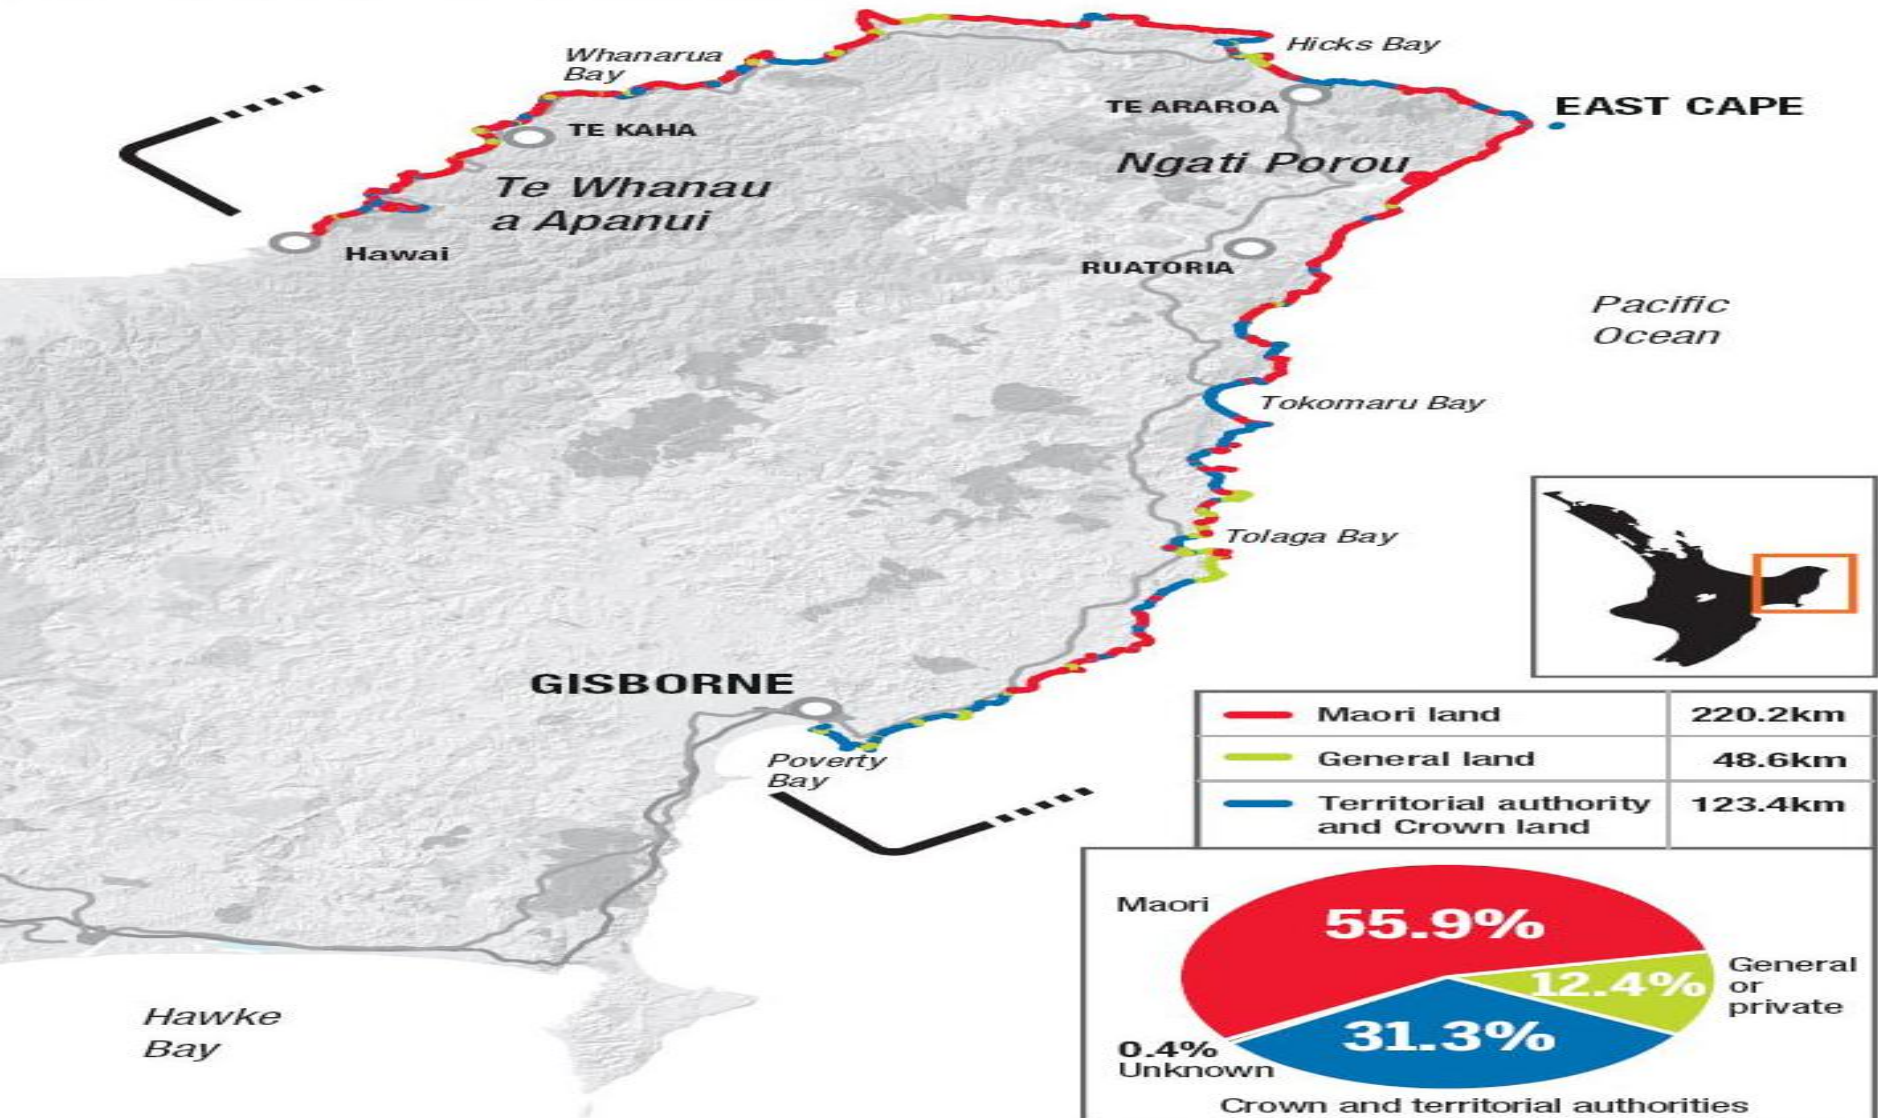 Whanarua
Bay
Hicks Bay
TE ARAROA
EAST CAPE
TE KAHA
Ngati Porou
Te Whanau
a Apanui
Hawai
RUATORIA
Pacific
Ocean
Tokomaru Bay
Tolaga Bay
GISBORNE
Poverty
Bay
Maori land 220.2km
General land 48.6km
Territorial authority
and Crown land 123.4km
Maori
55.9%
General
or
private
12.4%
31.3%
0.4%
Unknown
Crown and territorial authorities
Hawke
Bay